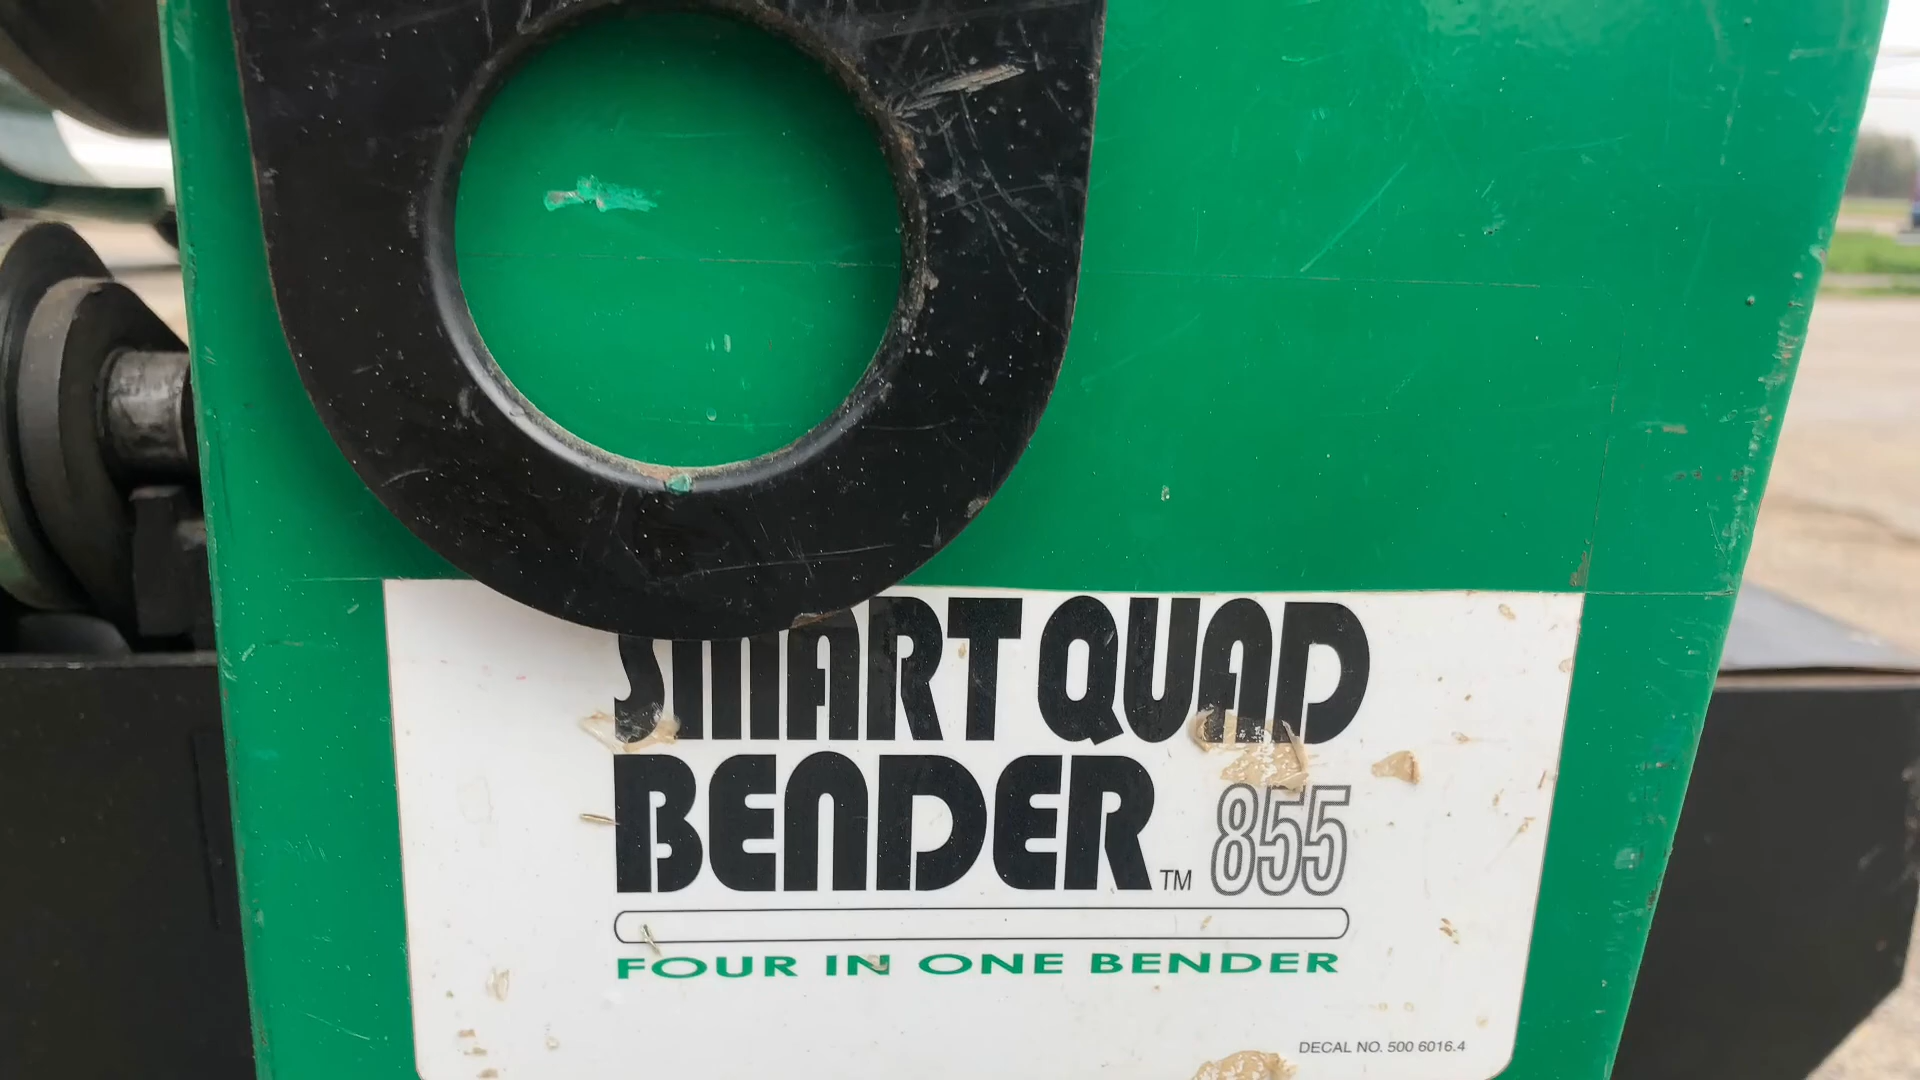 SMART QUAD
BENDER™ 855
FOUR IN ONE BENDER
DECAL NO. 500 6016.4